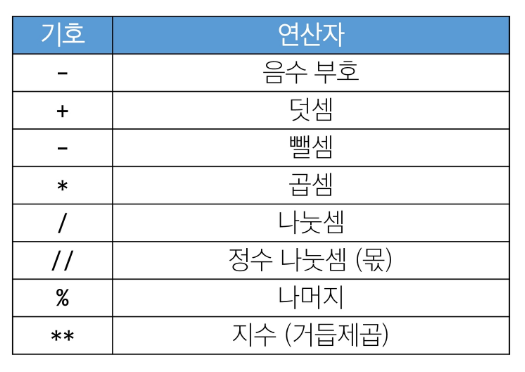 기호 연산자
- 음수 부호
+ 덧셈
- 뺄셈
* 곱셈
/ 나눗셈
// 정수 나눗셈 (몫)
% 나머지
** 지수 (거듭제곱)